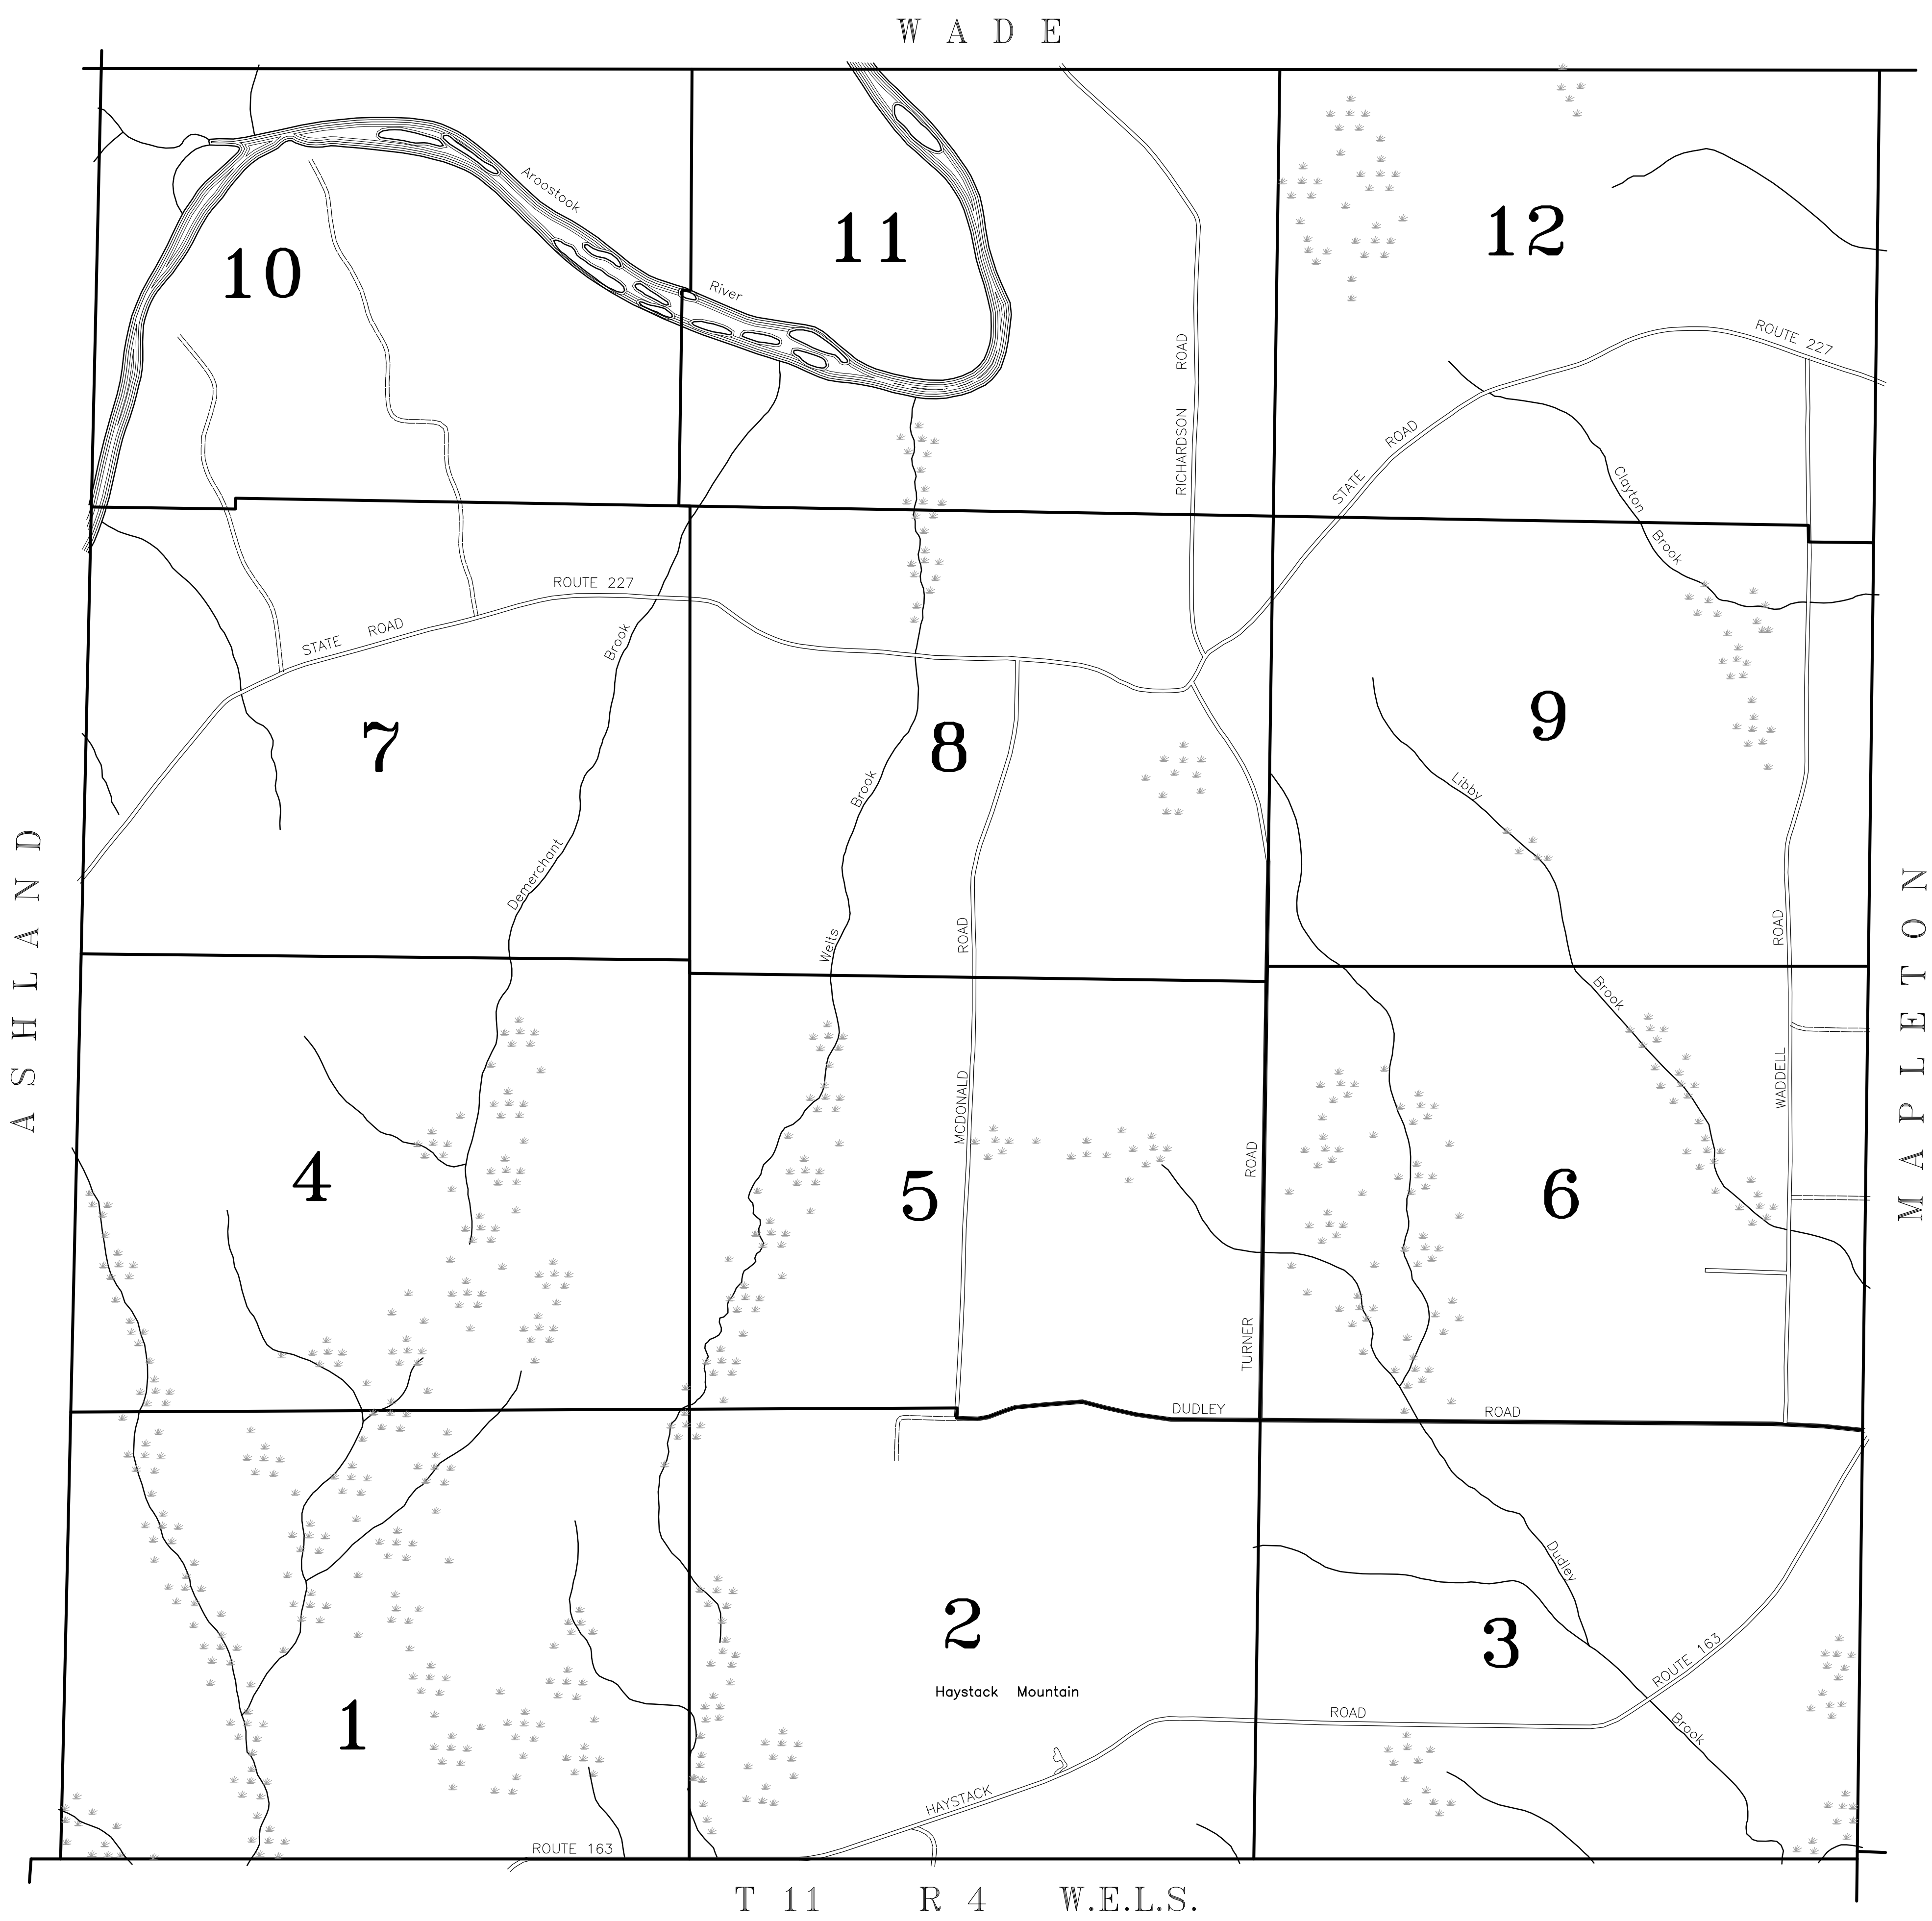 WADE
Aroostook
River
10
11
12
RICHARDSON ROAD
ROUTE 227
STATE ROAD
Clayton
Brook
ROUTE 227
STATE ROAD
Brook
7
8
9
Brook
Libby
Demerchant
Welts
ROAD
ROAD
ASHLAND
MAPLETON
Brook
MCDONALD
WADDELL
ROAD
4
5
6
TURNER
DUDLEY
ROAD
Dudley
2
3
ROUTE 163
Haystack Mountain
1
ROAD
Brook
HAYSTACK
ROUTE 163
T 11 R 4 W.E.L.S.